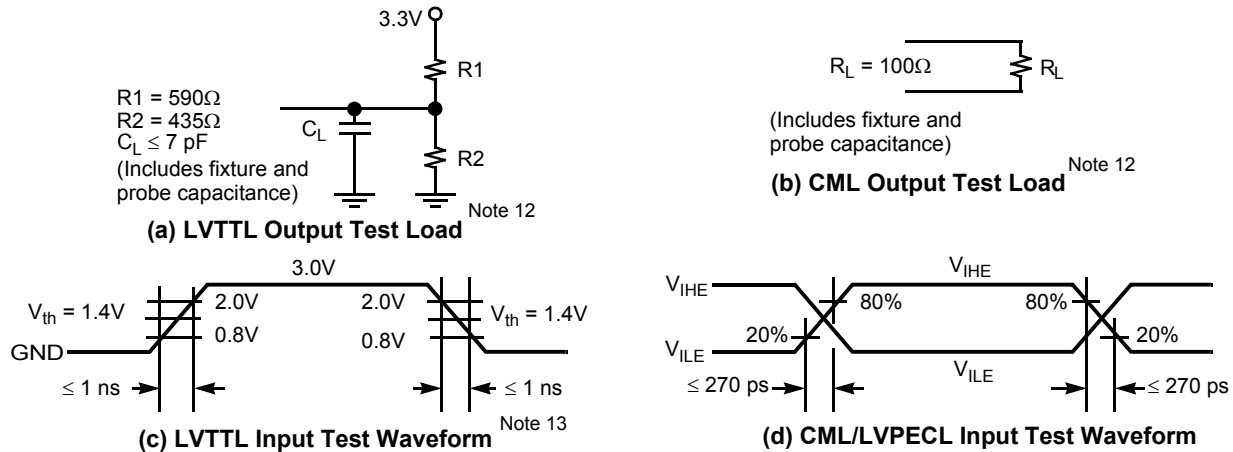 3.3V
R1
R1 = 590Ω
R2 = 435Ω
C_L ≤ 7 pF
(Includes fixture and
probe capacitance)
C_L
R2
Note 12
(a) LVTTL Output Test Load
R_L = 100Ω
R_L
(Includes fixture and
probe capacitance)
Note 12
(b) CML Output Test Load
3.0V
V_th = 1.4V
2.0V
0.8V
2.0V
0.8V
V_th = 1.4V
GND
≤ 1 ns
≤ 1 ns
Note 13
(c) LVTTL Input Test Waveform
V_IHE
V_IHE
80%
80%
20%
20%
V_ILE
V_ILE
≤ 270 ps
≤ 270 ps
(d) CML/LVPECL Input Test Waveform